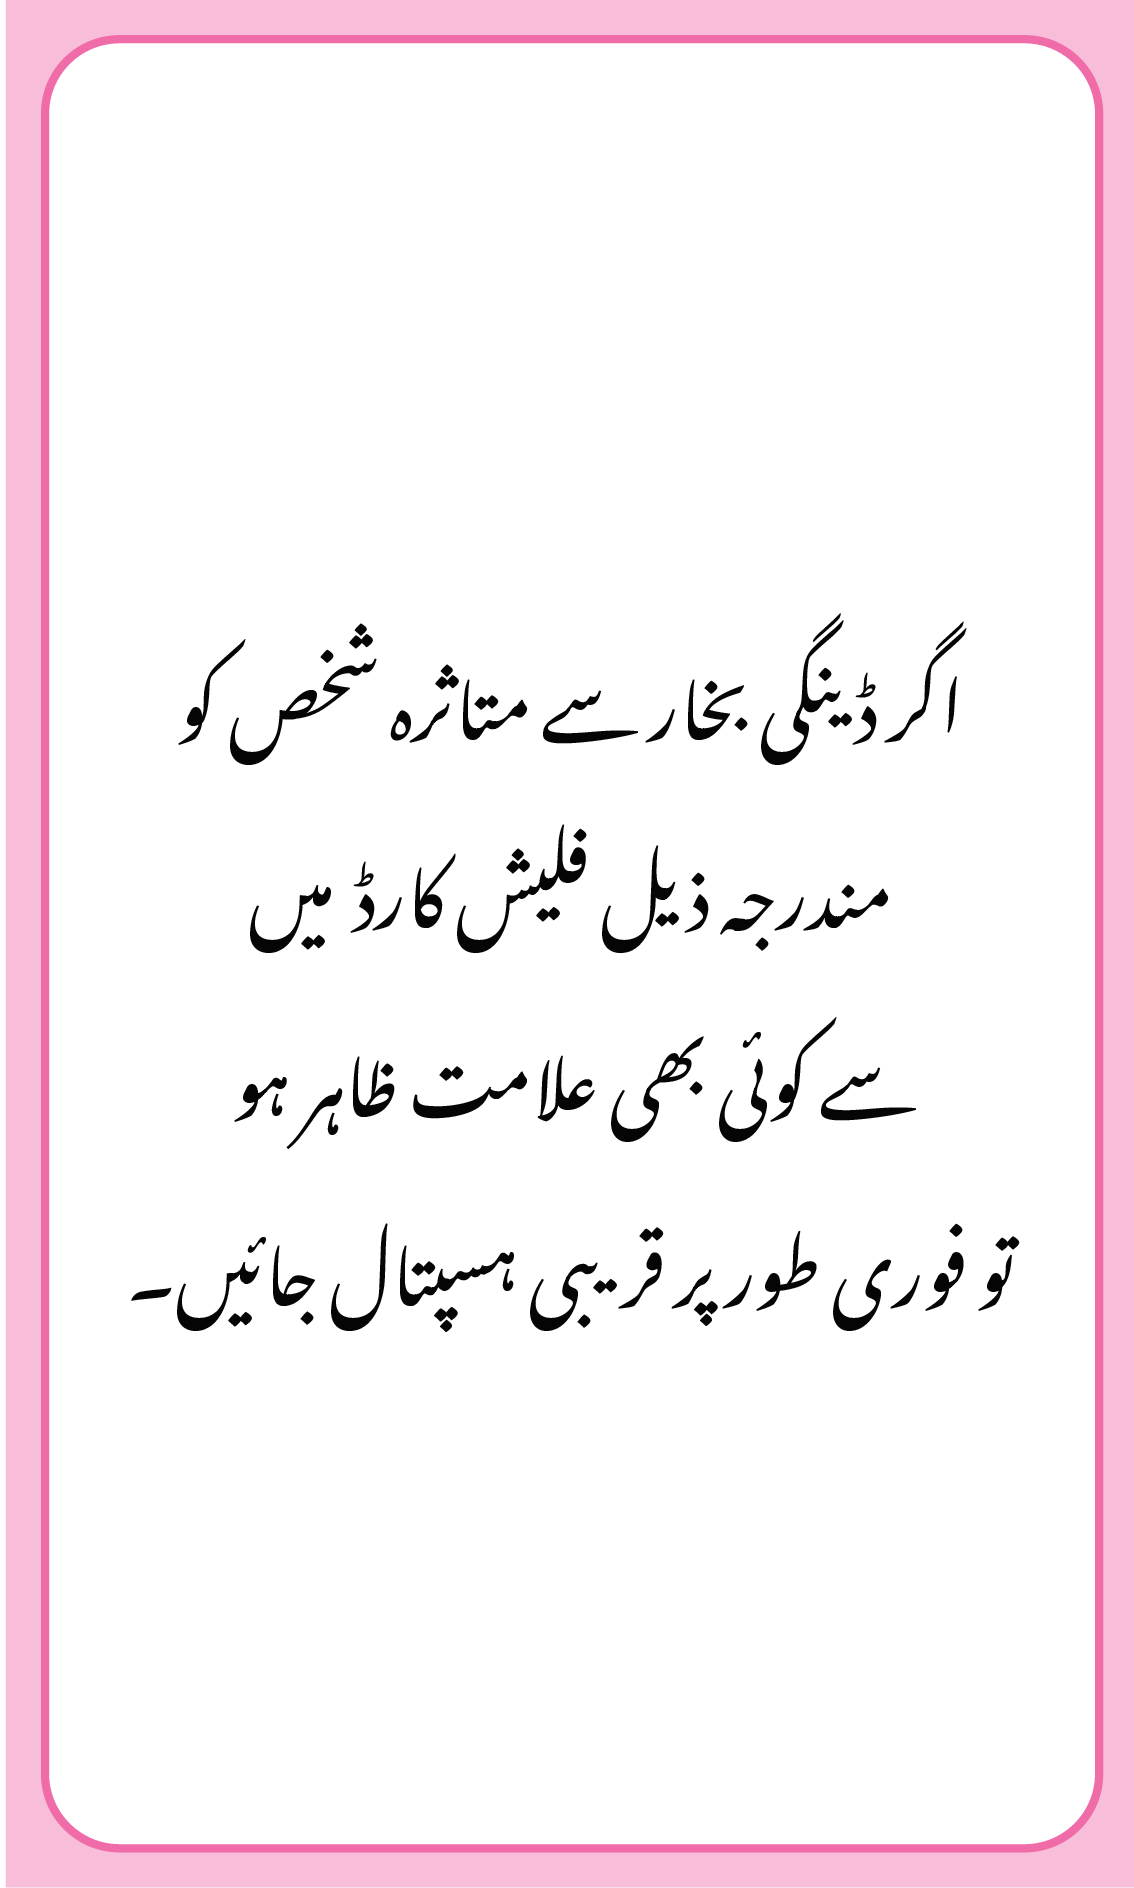 اگر ڈینگی بخار سے متاثرہ شخص کو
مندرجہ ذیل فلیش کارڈ میں
سے کوئی بھی علامت ظاہر ہو
تو فوری طور پر قریبی ہسپتال جائیں۔